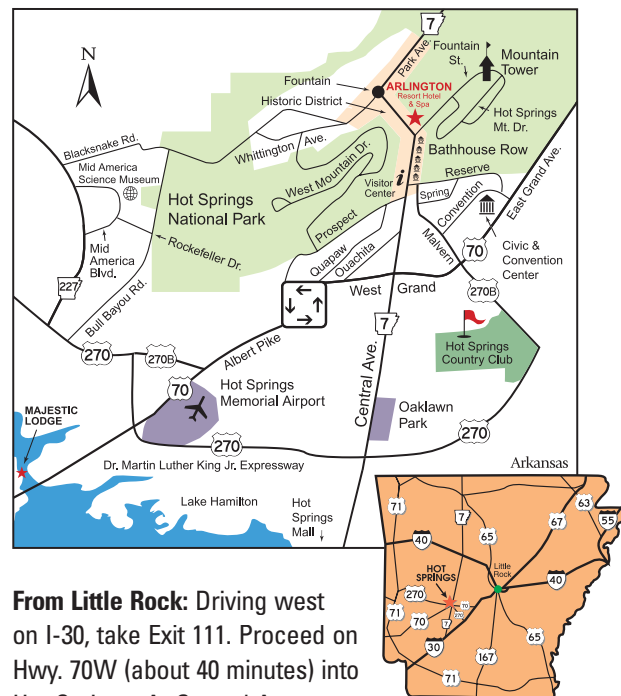 N
7
Park Ave.
Fountain
St.
Mountain
Tower
Fountain
ARLINGTON
Resort Hotel
& Spa
Historic District
Hot Springs
Mt. Dr.
Blacksnake Rd.
Whittington Ave.
Bathhouse Row
Mid America
Science Museum
West Mountain Dr.
Visitor
Center
i
Reserve
Spring
Convention
East Grand Ave.
Hot Springs
National Park
Prospect
Quapaw
Ouachita
Malvern
Mid
America
Blvd.
Rockefeller Dr.
70
Civic &
Convention
Center
227
Bull Bayou Rd.
West Grand
270B
7
270
270B
Albert Pike
Hot Springs
Country Club
70
Hot Springs
Memorial Airport
Central Ave.
Oaklawn
Park
MAJESTIC
LODGE
270
270
Dr. Martin Luther King Jr. Expressway
Lake Hamilton
Hot
Springs
Mall
Arkansas
71
7
65
67
63
55
40
Little
Rock
40
HOT
SPRINGS
270
70
270
71
70
7
30
65
167
71
From Little Rock: Driving west
on I-30, take Exit 111. Proceed on
Hwy. 70W (about 40 minutes) into